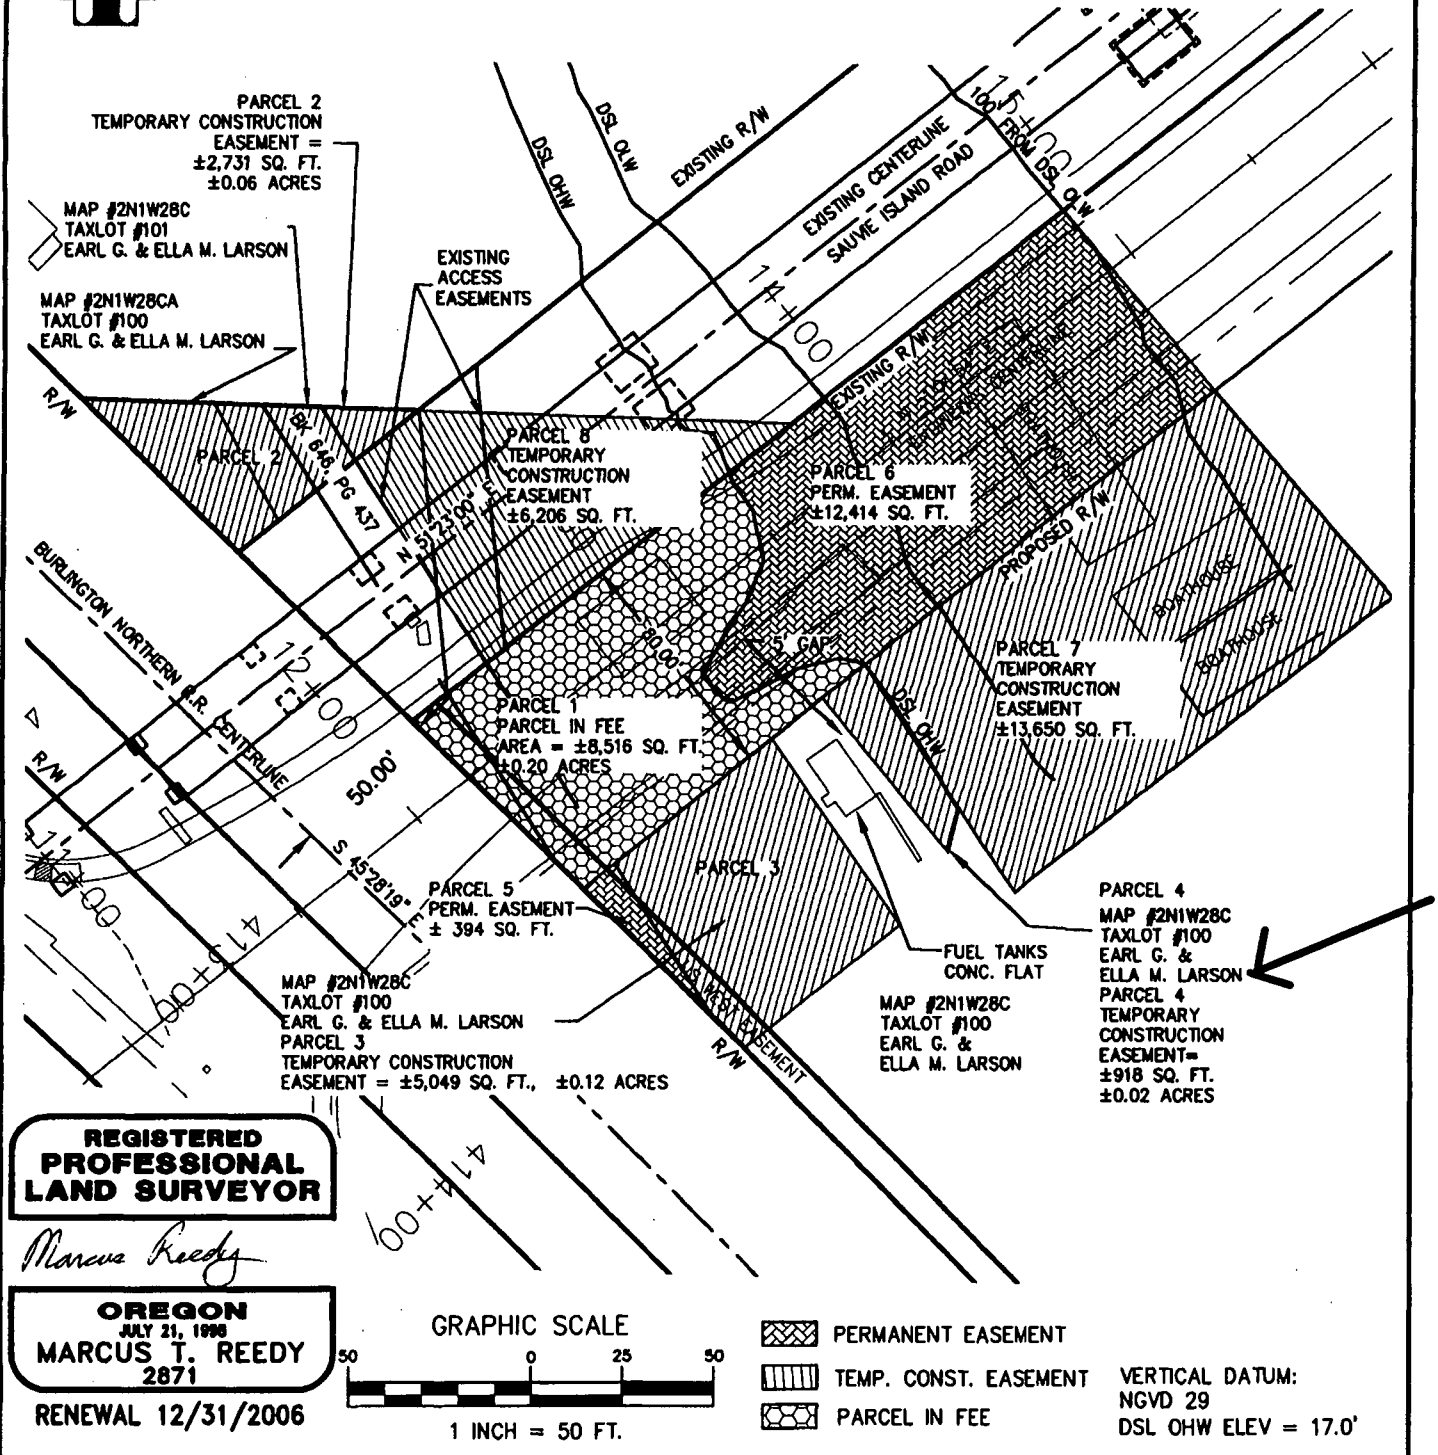 PARCEL 2
TEMPORARY CONSTRUCTION
EASEMENT =
±2,731 SQ. FT.
±0.06 ACRES
MAP #2N1W28C
TAXLOT #101
EARL G. & ELLA M. LARSON
MAP #2N1W28CA
TAXLOT #100
EARL G. & ELLA M. LARSON
EXISTING
ACCESS
EASEMENTS
DSL OHW
DSL OLW
EXISTING R/W
EXISTING CENTERLINE
SAUVIE ISLAND ROAD
15+00
100' FROM DSL OLW
14+00
EXISTING R/W
R/W
PARCEL 2
BK 646, PG 437
N 51°23'00" E
PARCEL 8
TEMPORARY
CONSTRUCTION
EASEMENT
±6,206 SQ. FT.
PARCEL 6
PERM. EASEMENT
±12,414 SQ. FT.
PROPOSED R/W
BOATHOUSE
BOATHOUSE
BURLINGTON NORTHERN R.R. CENTERLINE
12+00
80.00'
5' GAP
PARCEL 7
TEMPORARY
CONSTRUCTION
EASEMENT
±13,650 SQ. FT.
DSL OHW
PARCEL 1
PARCEL IN FEE
AREA = ±8,516 SQ. FT.
±0.20 ACRES
R/W
50.00'
S 45°28'19" E
11+00
413+00
PARCEL 3
PARCEL 5
PERM. EASEMENT
± 394 SQ. FT.
FUEL TANKS
CONC. FLAT
PARCEL 4
MAP #2N1W28C
TAXLOT #100
EARL G. &
ELLA M. LARSON
PARCEL 4
TEMPORARY
CONSTRUCTION
EASEMENT=
±918 SQ. FT.
±0.02 ACRES
MAP #2N1W28C
TAXLOT #100
EARL G. &
ELLA M. LARSON
MAP #2N1W28C
TAXLOT #100
EARL G. & ELLA M. LARSON
PARCEL 3
TEMPORARY CONSTRUCTION
EASEMENT = ±5,049 SQ. FT., ±0.12 ACRES
WEST EASEMENT
R/W
414+00
REGISTERED
PROFESSIONAL
LAND SURVEYOR
Marcus Reedy
OREGON
JULY 21, 1998
MARCUS T. REEDY
2871
RENEWAL 12/31/2006
GRAPHIC SCALE
50 0 25 50
1 INCH = 50 FT.
PERMANENT EASEMENT
TEMP. CONST. EASEMENT
PARCEL IN FEE
VERTICAL DATUM:
NGVD 29
DSL OHW ELEV = 17.0'